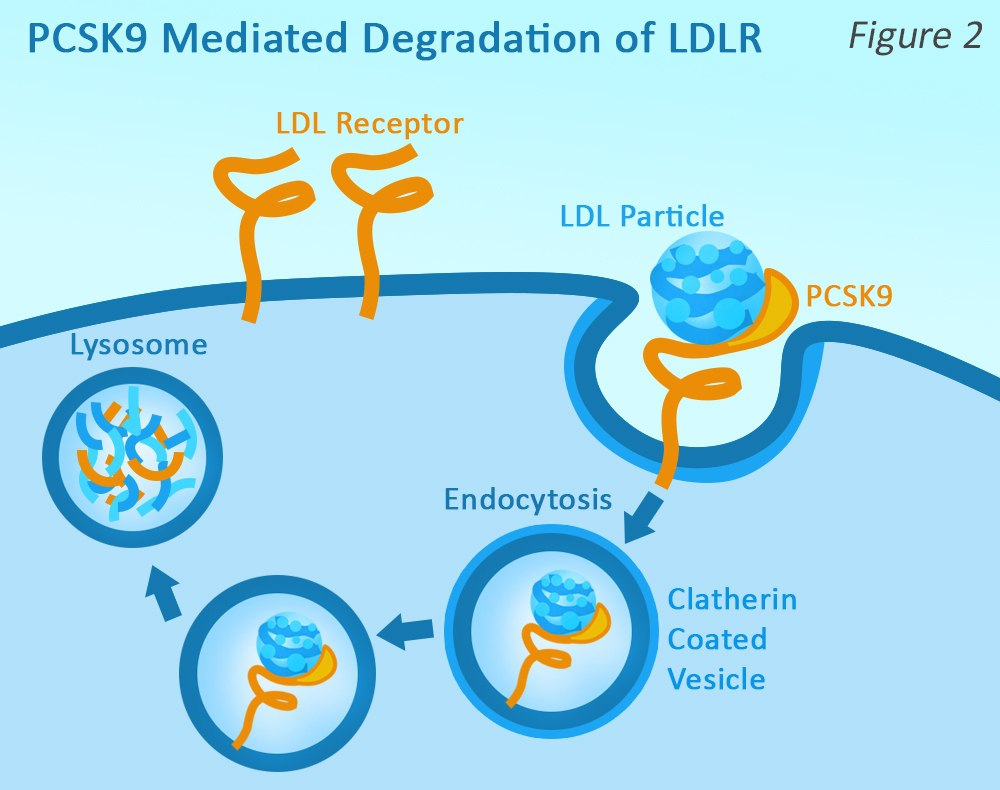 PCSK9 Mediated Degradation of LDLR
Figure 2
LDL Receptor
LDL Particle
PCSK9
Lysosome
Endocytosis
Clatherin
Coated
Vesicle